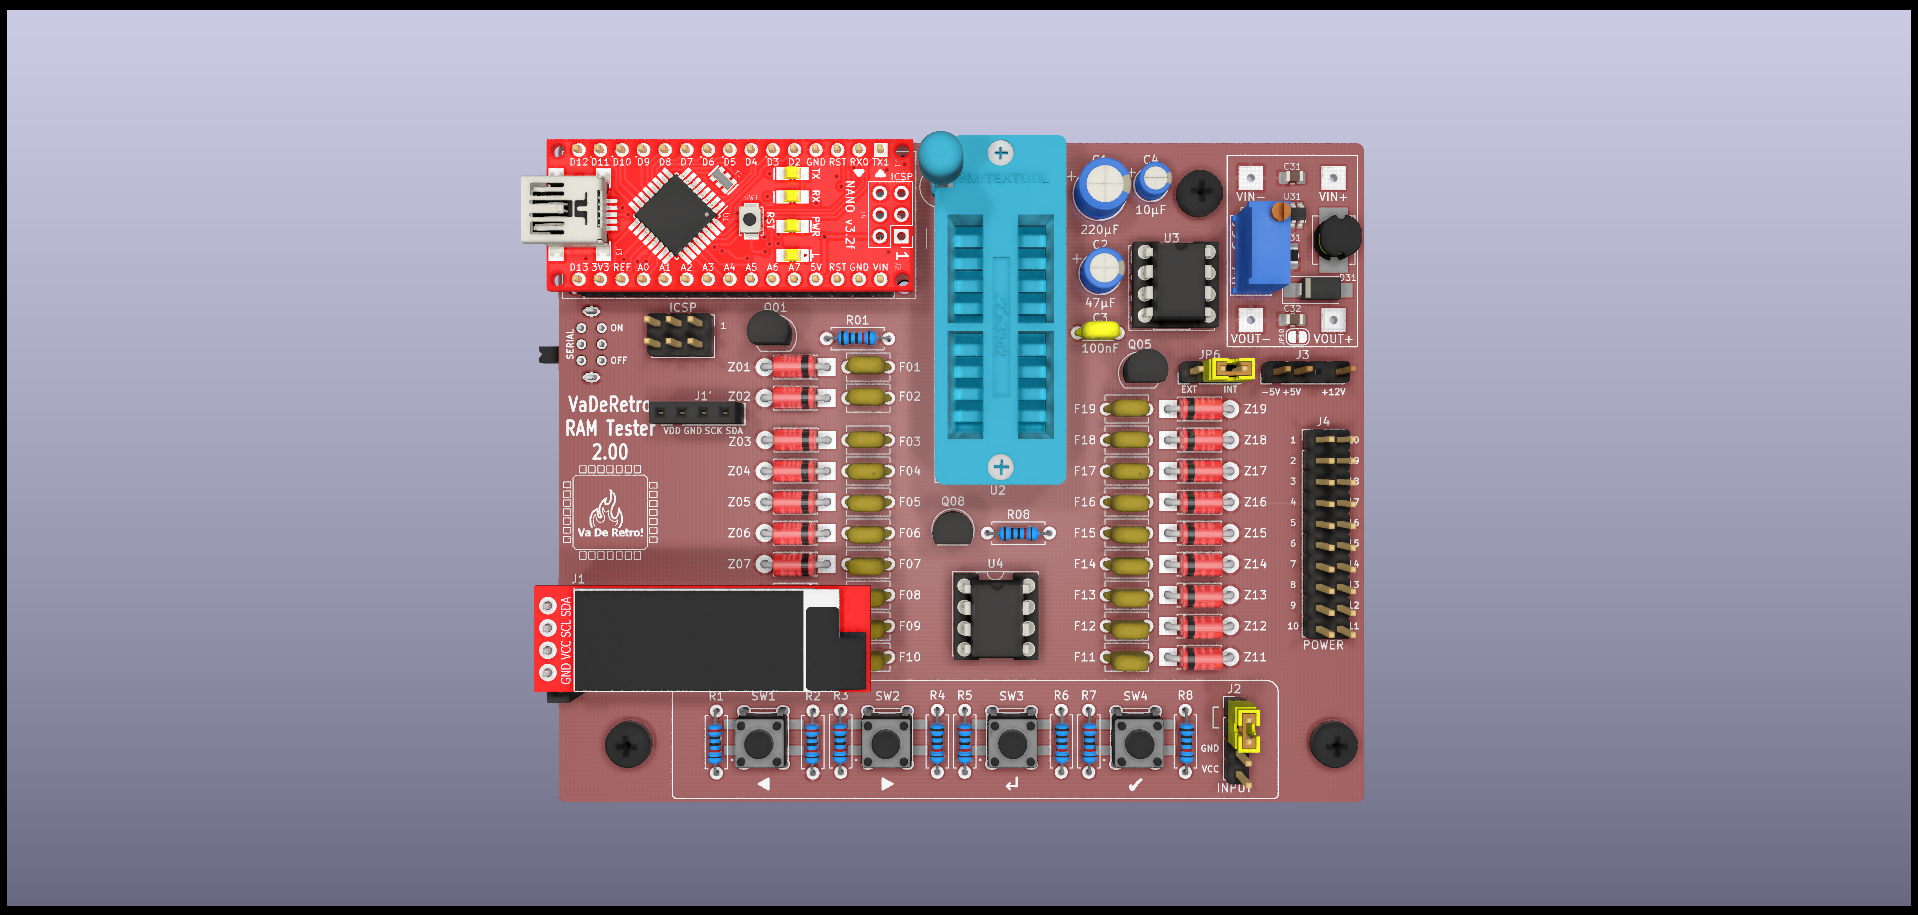 D12 D11 D10 D9 D8 D7 D6 D5 D4 D3 D2 GND RST RX0 TX1
TX
RX
PWR
L
SW1
RST
NANO v3.2f
ICSP
1
D13 3V3 REF A0 A1 A2 A3 A4 A5 A6 A7 5V RST GND VIN
C1
220µF
C4
10µF
C2
47µF
C3
100nF
U3
VIN-
C31
VIN+
U31
D31
VOUT-
C32
VOUT+
SERIAL
ON
OFF
ICSP
1
Q01
R01
Q05
JP6
EXT
INT
J3
-5V +5V
+12V
VaDeRetro
RAM Tester
2.00
J1'
VDD GND SCK SDA
Va De Retro!
Z01
F01
Z02
F02
Z03
F03
Z04
F04
Z05
F05
Z06
F06
Z07
F07
F08
F09
F10
U2
Q08
R08
U4
F19
Z19
F18
Z18
F17
Z17
F16
Z16
F15
Z15
F14
Z14
F13
Z13
F12
Z12
F11
Z11
J4
1
2
3
4
5
6
7
8
9
10
12
11
POWER
J1
GND VCC SCL SDA
R1
SW1
R2
R3
SW2
R4
R5
SW3
R6
R7
SW4
R8
J2
GND
VCC
INPUT